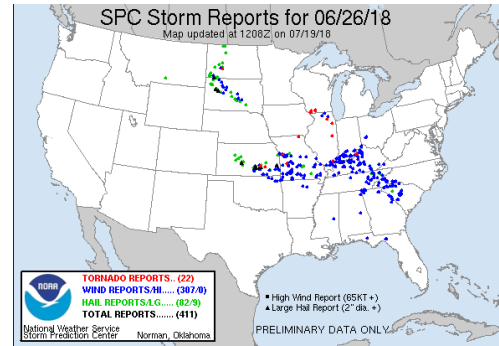 SPC Storm Reports for 06/26/18
Map updated at 1208Z on 07/19/18
TORNADO REPORTS.. (22)
WIND REPORTS/HI..... (307/0)
HAIL REPORTS/LG..... (82/9)
TOTAL REPORTS....... (411)
NOAA
National Weather Service
Storm Prediction Center Norman, Oklahoma
High Wind Report (65KT +)
Large Hail Report (2" dia. +)
PRELIMINARY DATA ONLY